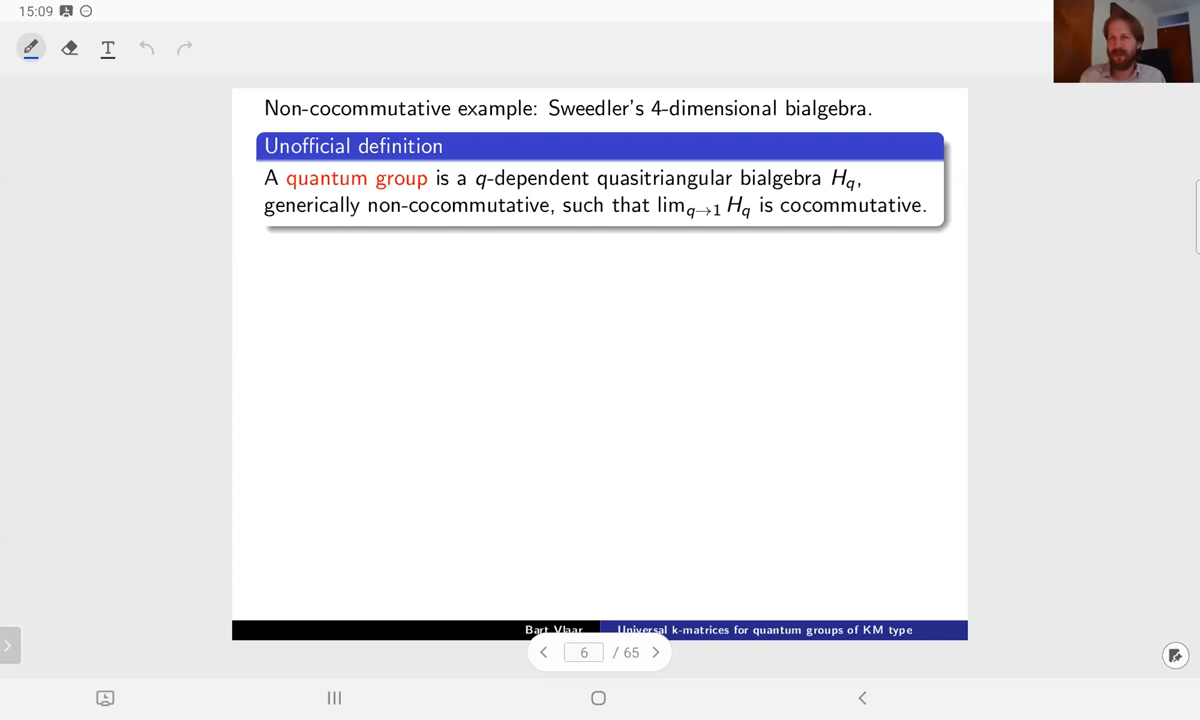 15:09
Non-cocommutative example: Sweedler's 4-dimensional bialgebra.
Unofficial definition
A quantum group is a q-dependent quasitriangular bialgebra H_q,
generically non-cocommutative, such that lim_{q→1} H_q is cocommutative.
Bart Vlaar Universal k-matrices for quantum groups of KM type
6 / 65